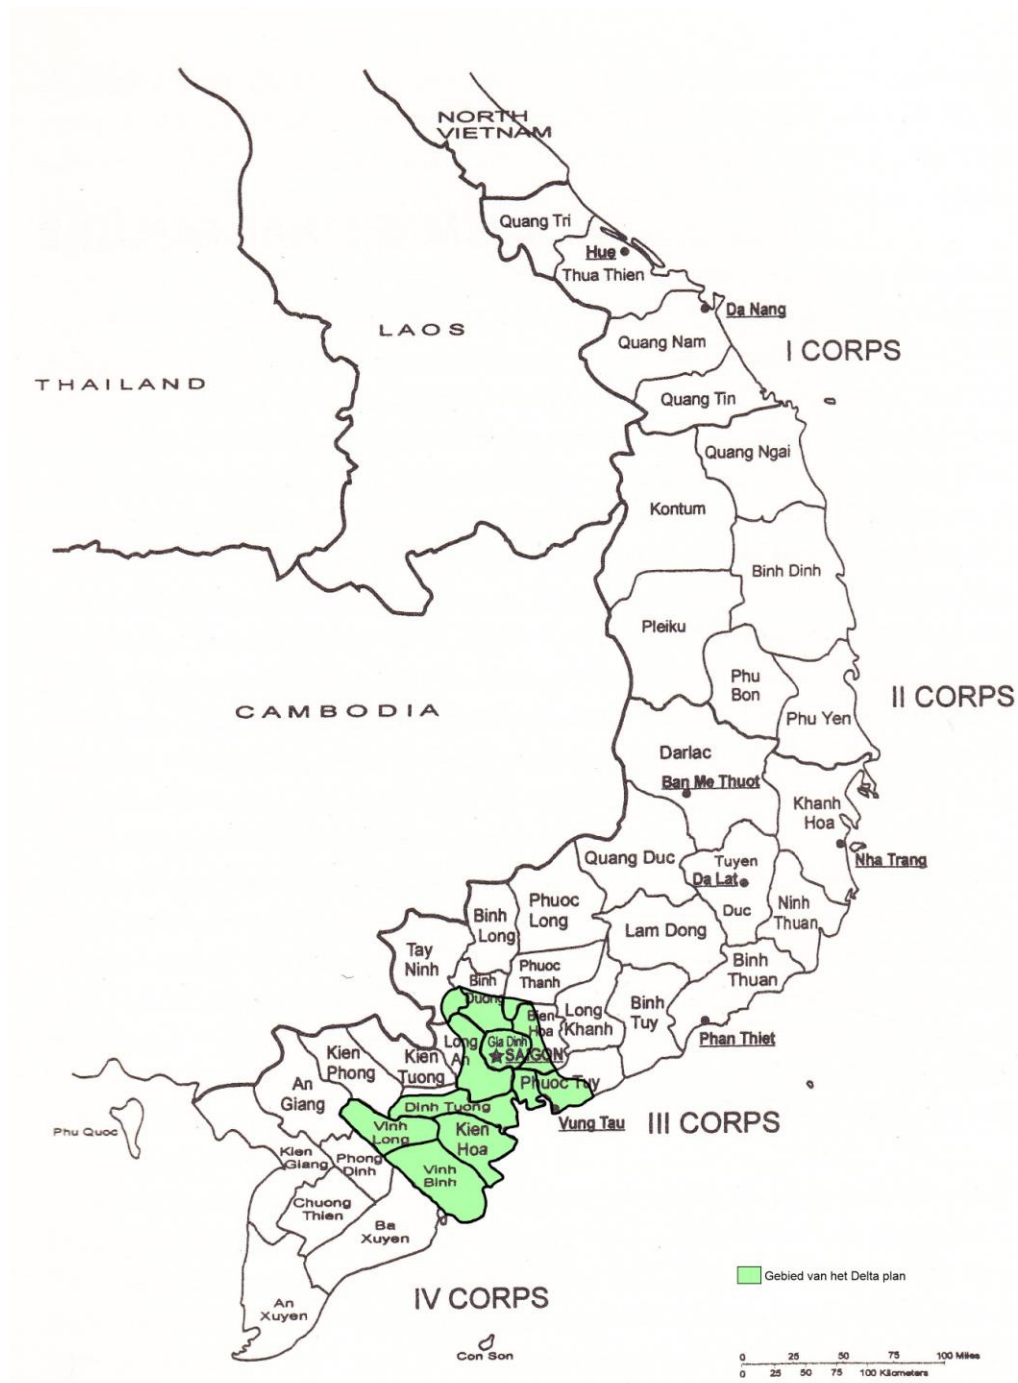 NORTH
VIETNAM
Quang Tri
Hue
Thua Thien
Da Nang
LAOS
Quang Nam
I CORPS
THAILAND
Quang Tin
Quang Ngai
Kontum
Binh Dinh
Pleiku
Phu
Bon
II CORPS
CAMBODIA
Phu Yen
Darlac
Ban Me Thuot
Khanh
Hoa
Quang Duc
Tuyen
Nha Trang
Da Lat
Duc
Ninh
Thuan
Phuoc
Long
Binh
Long
Lam Dong
Tay
Ninh
Phuoc
Thanh
Binh
Thuan
Binh
Duong
Bien
Hoa
Long
Khanh
Binh
Tuy
Phan Thiet
Long
An
Gia Dinh
SAIGON
Kien
Phong
Kien
Tuong
An
Giang
Phuoc Tuy
Dinh Tuong
Vung Tau
III CORPS
Phu Quoc
Vinh
Long
Kien
Hoa
Kien
Giang
Phong
Dinh
Vinh
Binh
Chuong
Thien
Ba
Xuyen
Gebied van het Delta plan
An
Xuyen
IV CORPS
Con Son
0 25 50 75 100 Miles
0 25 50 75 100 Kilometers